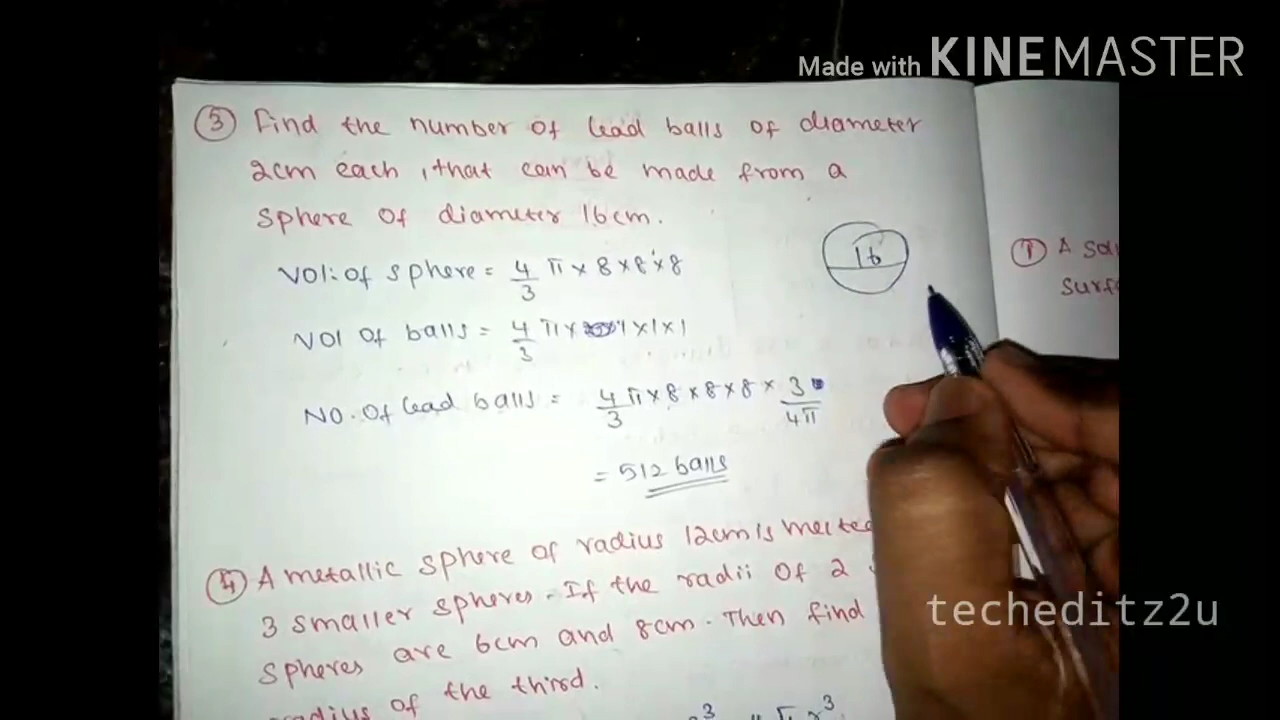 Made with KINEMASTER
③ Find the number of lead balls of diameter
2cm each, that can be made from a
sphere of diameter 16cm.
16
Vol: of sphere = 4/3 π × 8 × 8 × 8
Vol of balls = 4/3 π × 1 × 1 × 1
No. of lead balls = 4/3 π × 8 × 8 × 8 × 3/4π
= 512 balls
④ A metallic sphere of radius 12cm is melted
3 smaller spheres. If the radii of 2
spheres are 6cm and 8cm. Then find
radius of the third.
① A
surf
techeditz2u